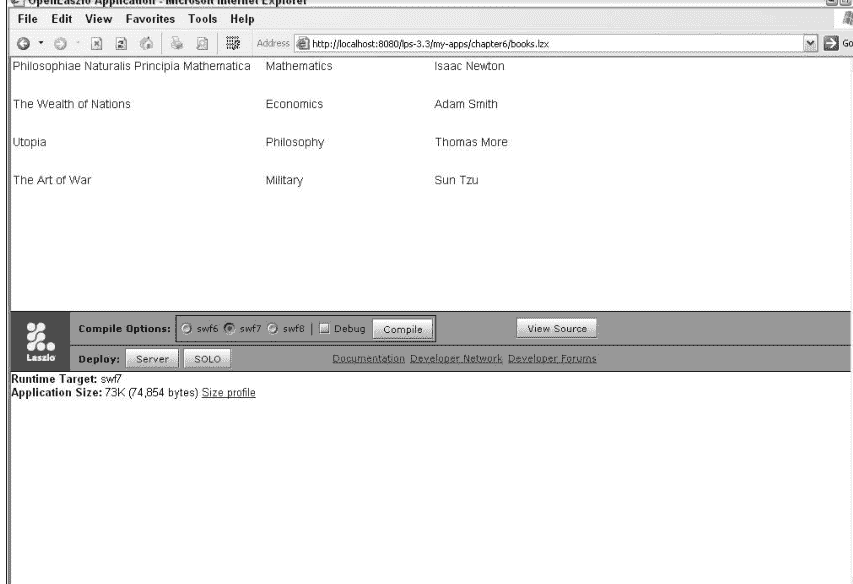 OpenLaszlo Application - Microsoft Internet Explorer
File Edit View Favorites Tools Help
Address http://localhost:8080/lps-3.3/my-apps/chapter6/books.lzx Go
Philosophiae Naturalis Principia Mathematica Mathematics Isaac Newton
The Wealth of Nations Economics Adam Smith
Utopia Philosophy Thomas More
The Art of War Military Sun Tzu
Compile Options: swf6 swf7 swf8 | Debug Compile View Source
Laszlo Deploy: Server SOLO Documentation Developer Network Developer Forums
Runtime Target: swf7
Application Size: 73K (74,854 bytes) Size profile